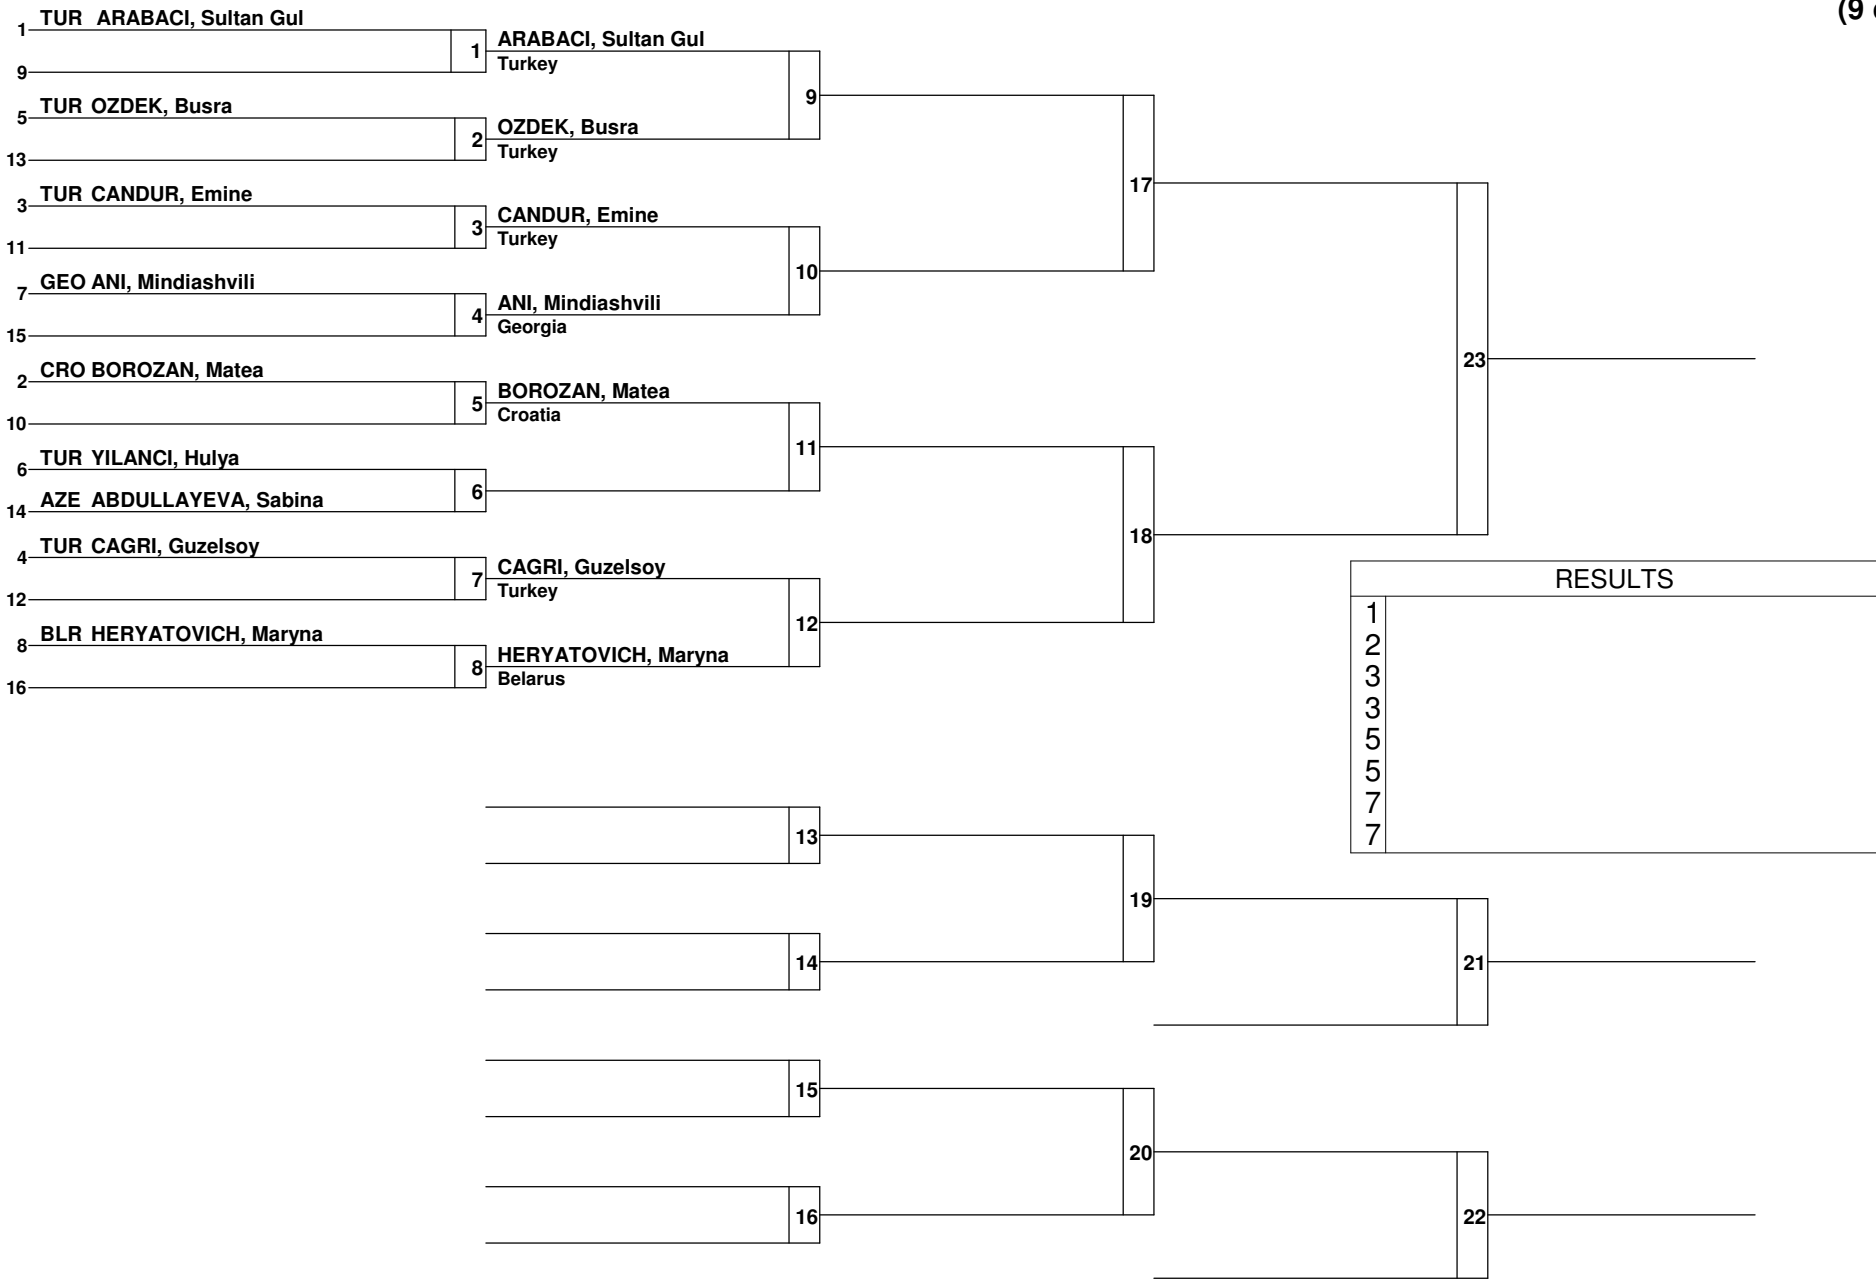 (9
1 TUR ARABACI, Sultan Gul
9
1 ARABACI, Sultan Gul
Turkey
5 TUR OZDEK, Busra
13
2 OZDEK, Busra
Turkey
9
3 TUR CANDUR, Emine
11
3 CANDUR, Emine
Turkey
7 GEO ANI, Mindiashvili
15
4 ANI, Mindiashvili
Georgia
10
17
2 CRO BOROZAN, Matea
10
5 BOROZAN, Matea
Croatia
6 TUR YILANCI, Hulya
14 AZE ABDULLAYEVA, Sabina
6
11
4 TUR CAGRI, Guzelsoy
12
7 CAGRI, Guzelsoy
Turkey
8 BLR HERYATOVICH, Maryna
16
8 HERYATOVICH, Maryna
Belarus
12
18
23
RESULTS
1
2
3
3
5
5
7
7
13
14
19
21
15
16
20
22